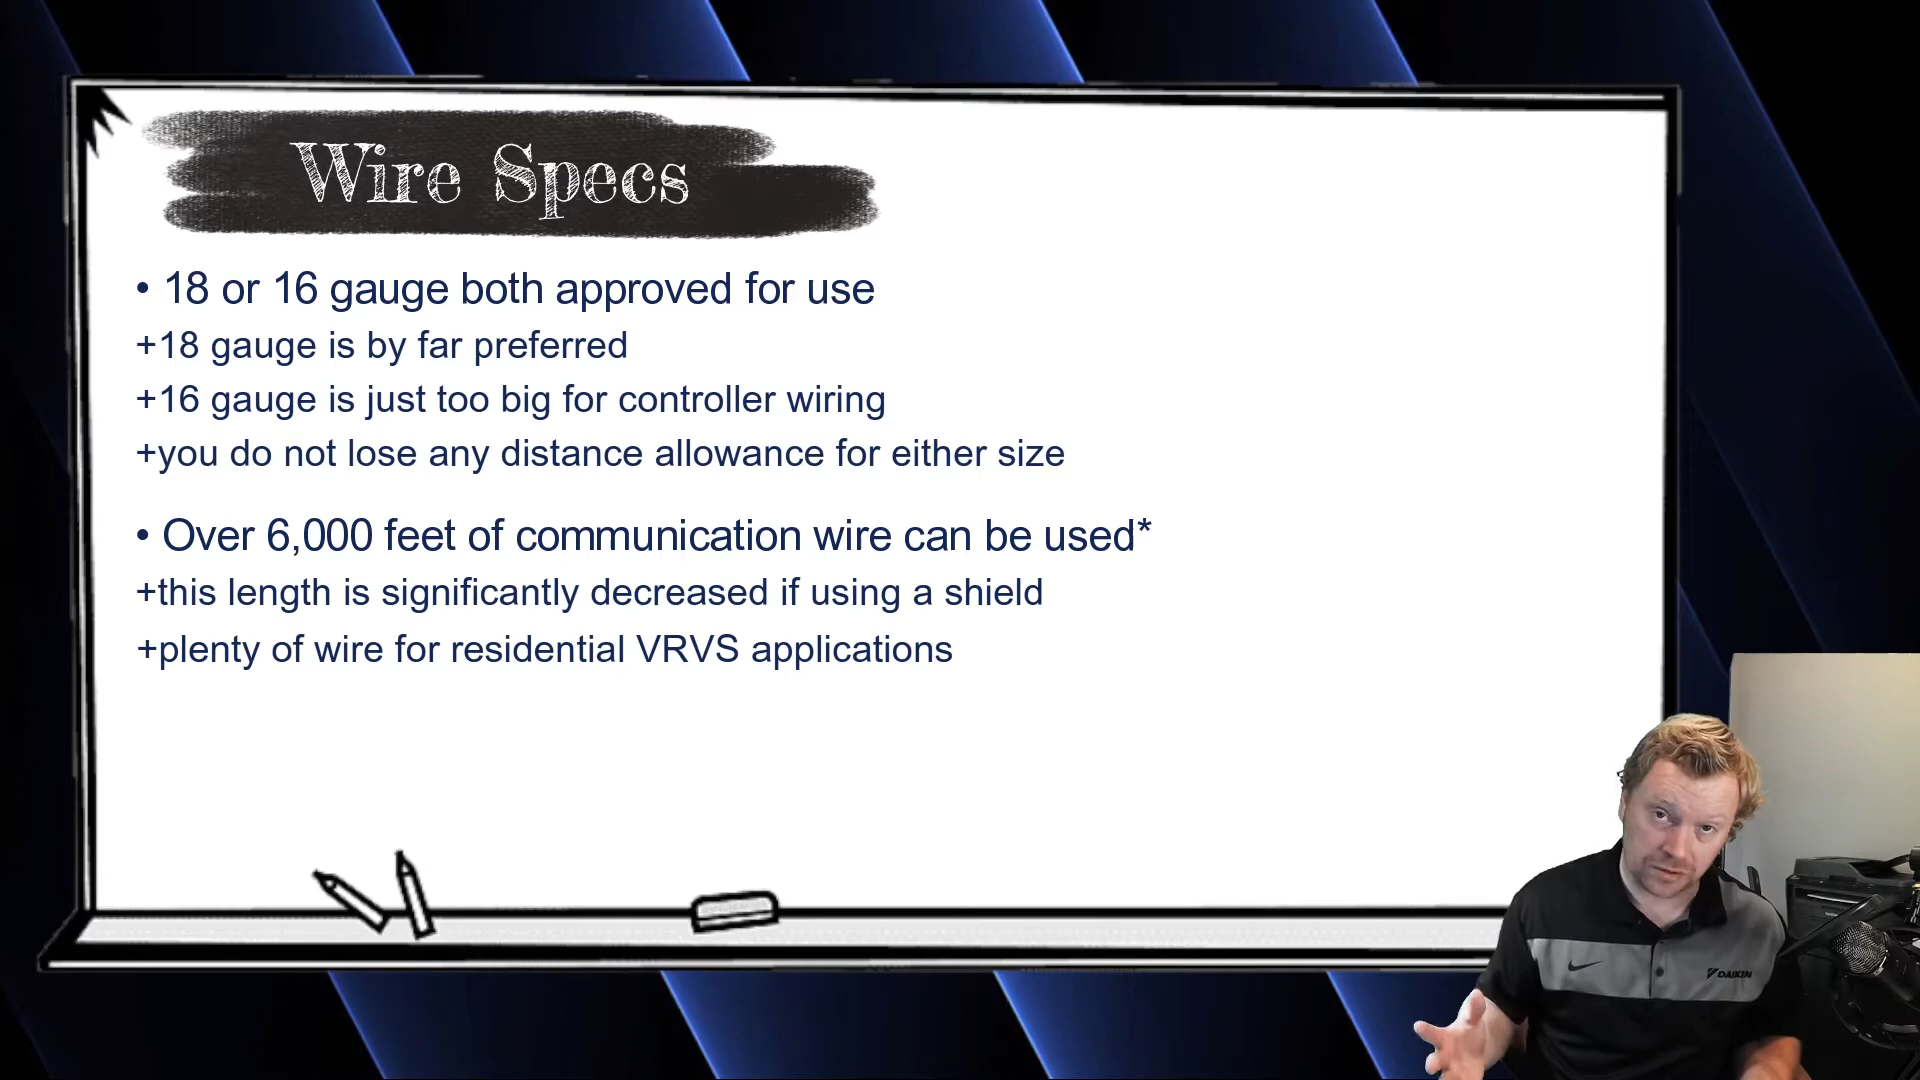 Wire Specs
• 18 or 16 gauge both approved for use
+18 gauge is by far preferred
+16 gauge is just too big for controller wiring
+you do not lose any distance allowance for either size
• Over 6,000 feet of communication wire can be used*
+this length is significantly decreased if using a shield
+plenty of wire for residential VRVS applications
DAIKIN